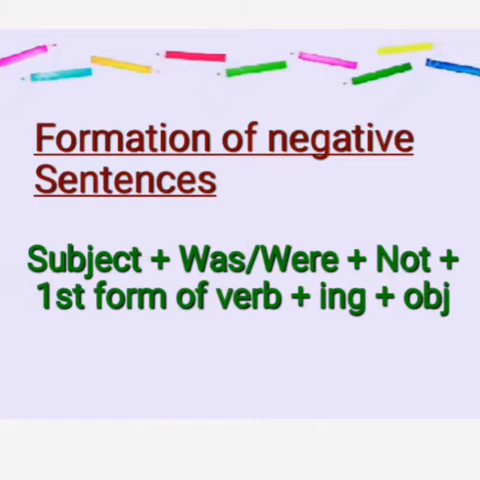 Formation of negative
Sentences
Subject + Was/Were + Not +
1st form of verb + ing + obj